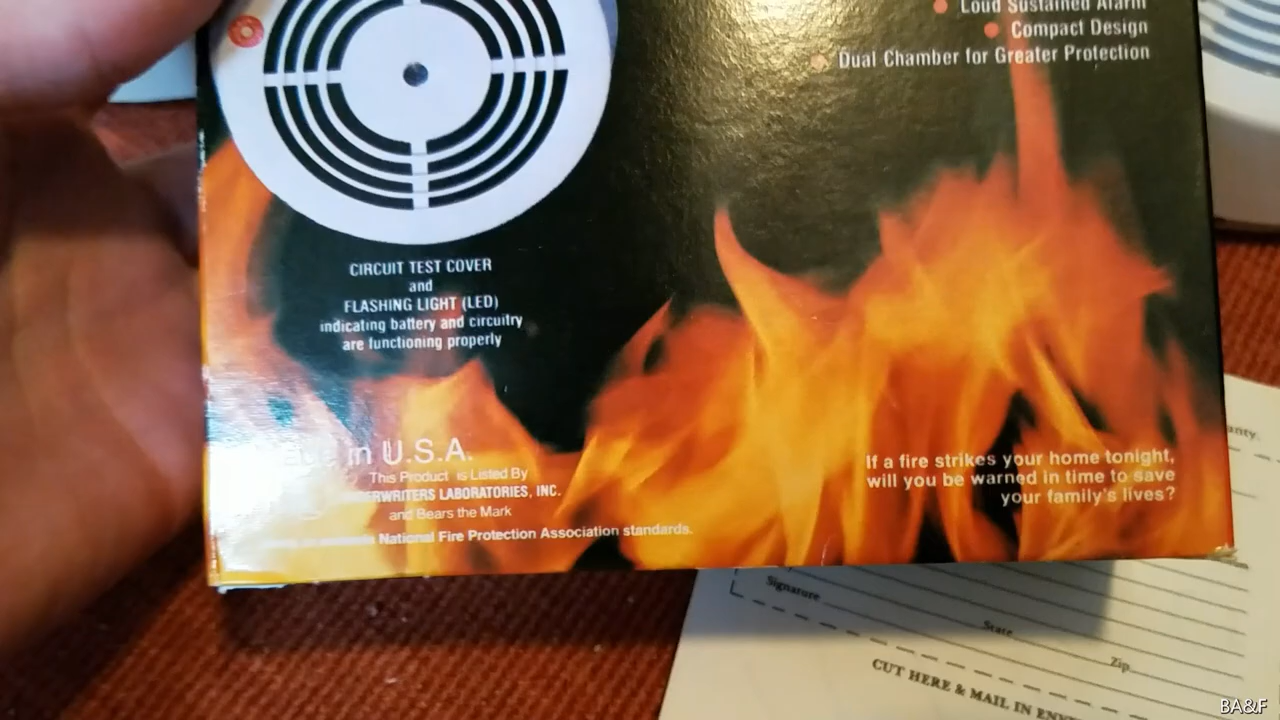 Loud Sustained Alarm
Compact Design
Dual Chamber for Greater Protection
CIRCUIT TEST COVER
and
FLASHING LIGHT (LED)
indicating battery and circuitry
are functioning properly
in U.S.A.
This Product is Listed By
LABORATORIES, INC.
and Bears the Mark
National Fire Protection Association standards.
If a fire strikes your home tonight,
will you be warned in time to save
your family's lives?
Signature
State
Zip
CUT HERE & MAIL IN
BA&F